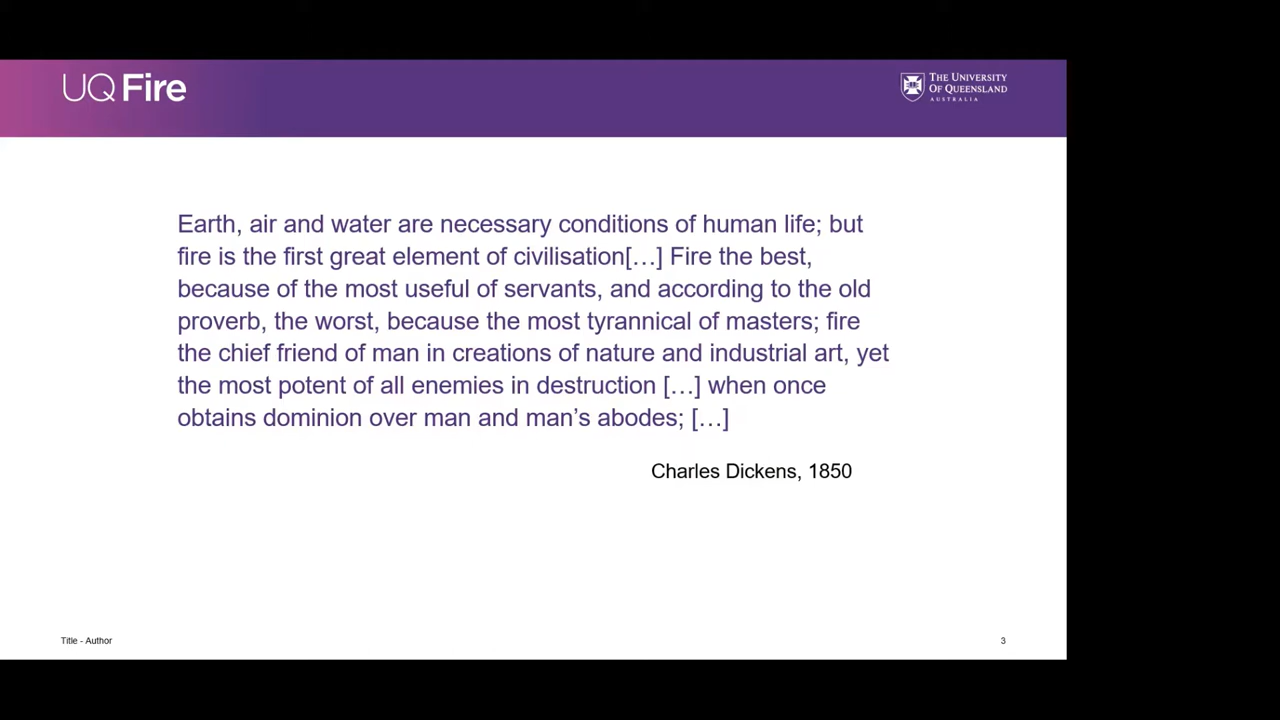 UQ Fire
THE UNIVERSITY
OF QUEENSLAND
AUSTRALIA
Earth, air and water are necessary conditions of human life; but
fire is the first great element of civilisation[…] Fire the best,
because of the most useful of servants, and according to the old
proverb, the worst, because the most tyrannical of masters; fire
the chief friend of man in creations of nature and industrial art, yet
the most potent of all enemies in destruction […] when once
obtains dominion over man and man’s abodes; […]
Charles Dickens, 1850
Title - Author
3